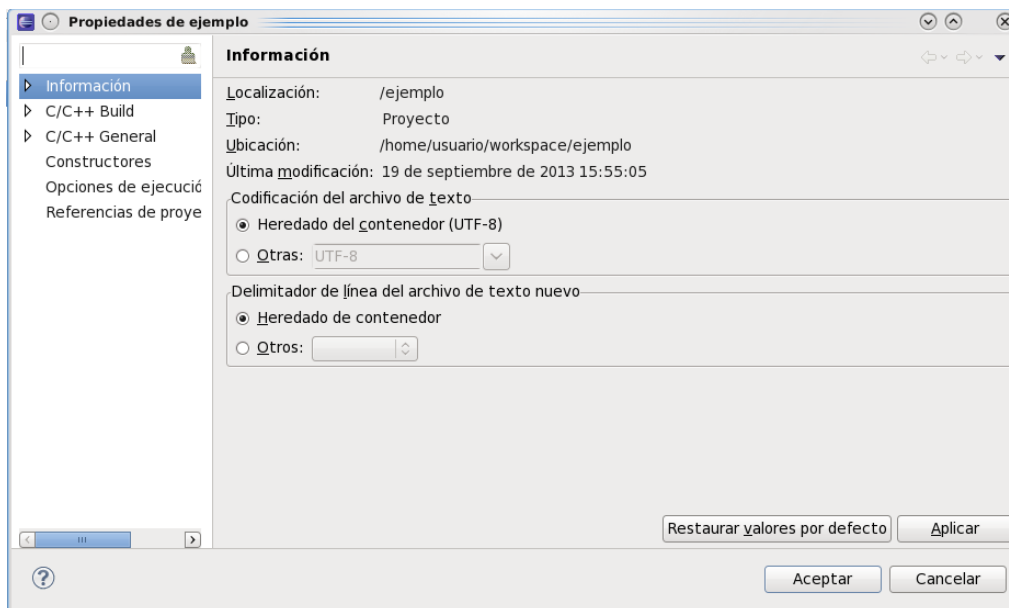 Propiedades de ejemplo
Información
C/C++ Build
C/C++ General
Constructores
Opciones de ejecució
Referencias de proye
Información
Localización: /ejemplo
Tipo: Proyecto
Ubicación: /home/usuario/workspace/ejemplo
Última modificación: 19 de septiembre de 2013 15:55:05
Codificación del archivo de texto
Heredado del contenedor (UTF-8)
Otras: UTF-8
Delimitador de línea del archivo de texto nuevo
Heredado de contenedor
Otros:
Restaurar valores por defecto Aplicar
Aceptar Cancelar